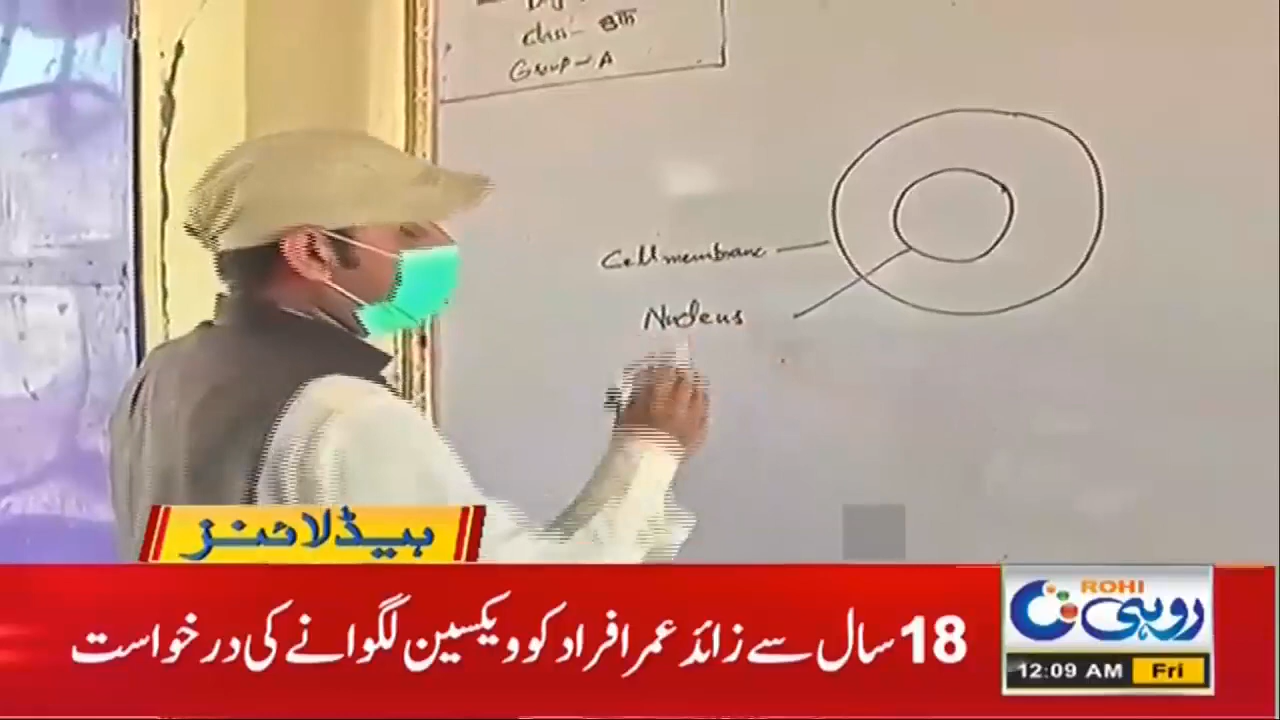 Class- 8th
Group-A
Cell membrane
Nucleus
ہیڈلائنز
18 سال سے زائد عمر افراد کو ویکسین لگوانے کی درخواست
ROHI
روہی
12:09 AM Fri